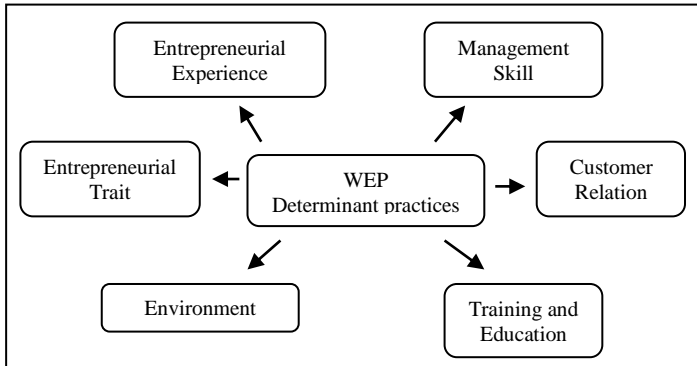 Entrepreneurial
Experience
Management
Skill
Entrepreneurial
Trait
WEP
Determinant practices
Customer
Relation
Environment
Training and
Education